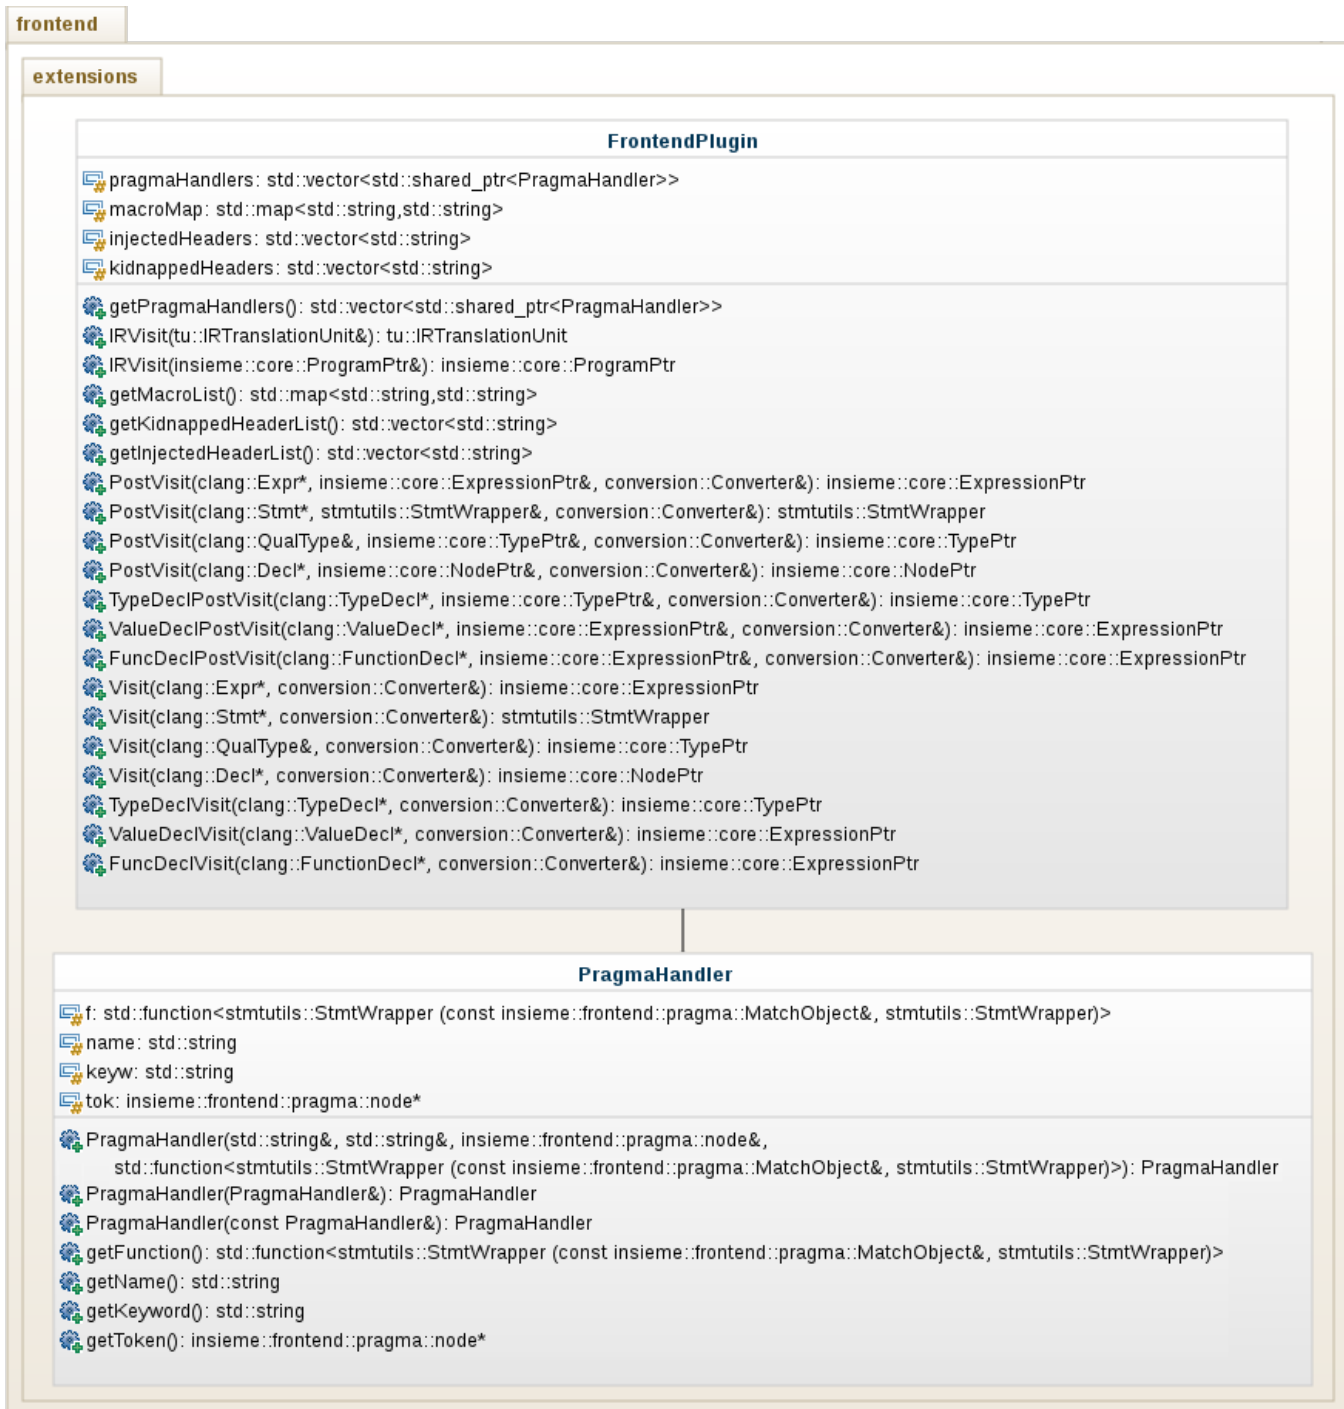 frontend
extensions
FrontendPlugin
pragmaHandlers: std::vector<std::shared_ptr<PragmaHandler>>
macroMap: std::map<std::string,std::string>
injectedHeaders: std::vector<std::string>
kidnappedHeaders: std::vector<std::string>
getPragmaHandlers(): std::vector<std::shared_ptr<PragmaHandler>>
IRVisit(tu::IRTranslationUnit&): tu::IRTranslationUnit
IRVisit(insieme::core::ProgramPtr&): insieme::core::ProgramPtr
getMacroList(): std::map<std::string,std::string>
getKidnappedHeaderList(): std::vector<std::string>
getInjectedHeaderList(): std::vector<std::string>
PostVisit(clang::Expr*, insieme::core::ExpressionPtr&, conversion::Converter&): insieme::core::ExpressionPtr
PostVisit(clang::Stmt*, stmtutils::StmtWrapper&, conversion::Converter&): stmtutils::StmtWrapper
PostVisit(clang::QualType&, insieme::core::TypePtr&, conversion::Converter&): insieme::core::TypePtr
PostVisit(clang::Decl*, insieme::core::NodePtr&, conversion::Converter&): insieme::core::NodePtr
TypeDeclPostVisit(clang::TypeDecl*, insieme::core::TypePtr&, conversion::Converter&): insieme::core::TypePtr
ValueDeclPostVisit(clang::ValueDecl*, insieme::core::ExpressionPtr&, conversion::Converter&): insieme::core::ExpressionPtr
FuncDeclPostVisit(clang::FunctionDecl*, insieme::core::ExpressionPtr&, conversion::Converter&): insieme::core::ExpressionPtr
Visit(clang::Expr*, conversion::Converter&): insieme::core::ExpressionPtr
Visit(clang::Stmt*, conversion::Converter&): stmtutils::StmtWrapper
Visit(clang::QualType&, conversion::Converter&): insieme::core::TypePtr
Visit(clang::Decl*, conversion::Converter&): insieme::core::NodePtr
TypeDeclVisit(clang::TypeDecl*, conversion::Converter&): insieme::core::TypePtr
ValueDeclVisit(clang::ValueDecl*, conversion::Converter&): insieme::core::ExpressionPtr
FuncDeclVisit(clang::FunctionDecl*, conversion::Converter&): insieme::core::ExpressionPtr
PragmaHandler
f: std::function<stmtutils::StmtWrapper (const insieme::frontend::pragma::MatchObject&, stmtutils::StmtWrapper)>
name: std::string
keyw: std::string
tok: insieme::frontend::pragma::node*
PragmaHandler(std::string&, std::string&, insieme::frontend::pragma::node&,
std::function<stmtutils::StmtWrapper (const insieme::frontend::pragma::MatchObject&, stmtutils::StmtWrapper)>): PragmaHandler
PragmaHandler(PragmaHandler&): PragmaHandler
PragmaHandler(const PragmaHandler&): PragmaHandler
getFunction(): std::function<stmtutils::StmtWrapper (const insieme::frontend::pragma::MatchObject&, stmtutils::StmtWrapper)>
getName(): std::string
getKeyword(): std::string
getToken(): insieme::frontend::pragma::node*